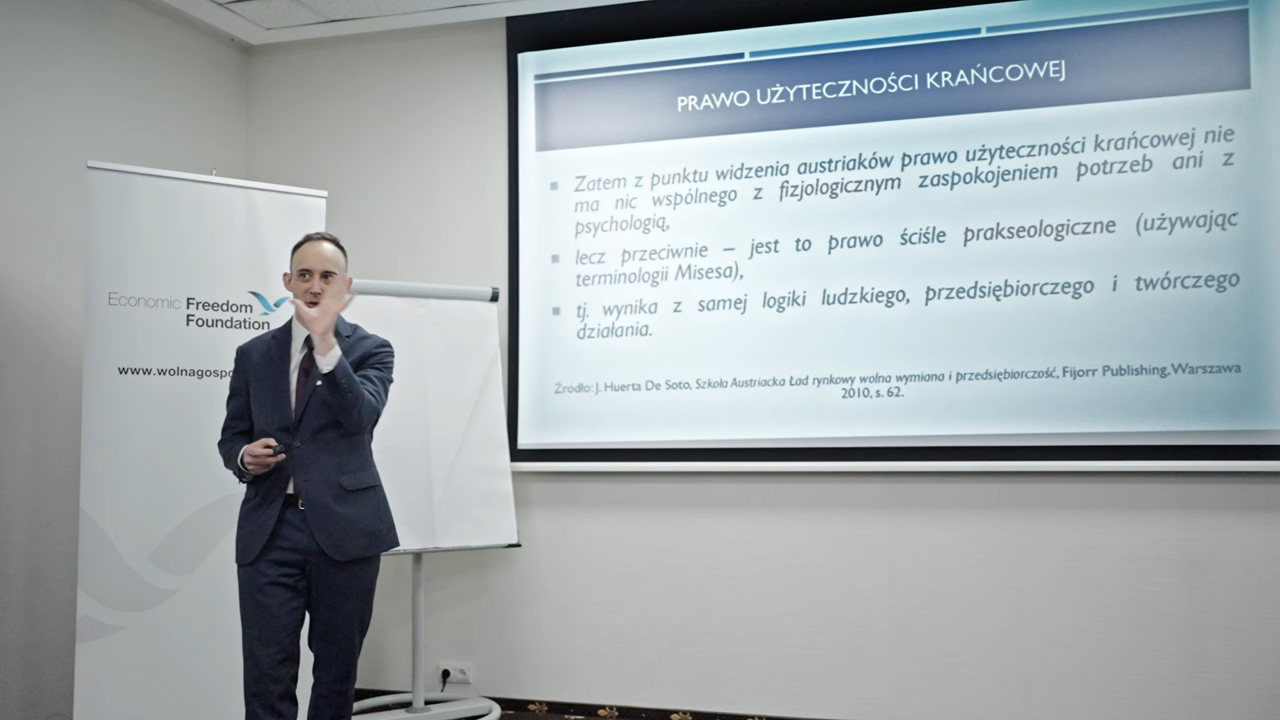 PRAWO UŻYTECZNOŚCI KRAŃCOWEJ
Zatem z punktu widzenia austriaków prawo użyteczności krańcowej nie
ma nic wspólnego z fizjologicznym zaspokojeniem potrzeb ani z
psychologią,
lecz przeciwnie – jest to prawo ściśle prakseologiczne (używając
terminologii Misesa),
tj. wynika z samej logiki ludzkiego, przedsiębiorczego i twórczego
działania.
Źródło: J. Huerta De Soto, Szkoła Austriacka Ład rynkowy wolna wymiana i przedsiębiorczość, Fijorr Publishing, Warszawa
2010, s. 62.
Economic Freedom
Foundation
www.wolnagospo